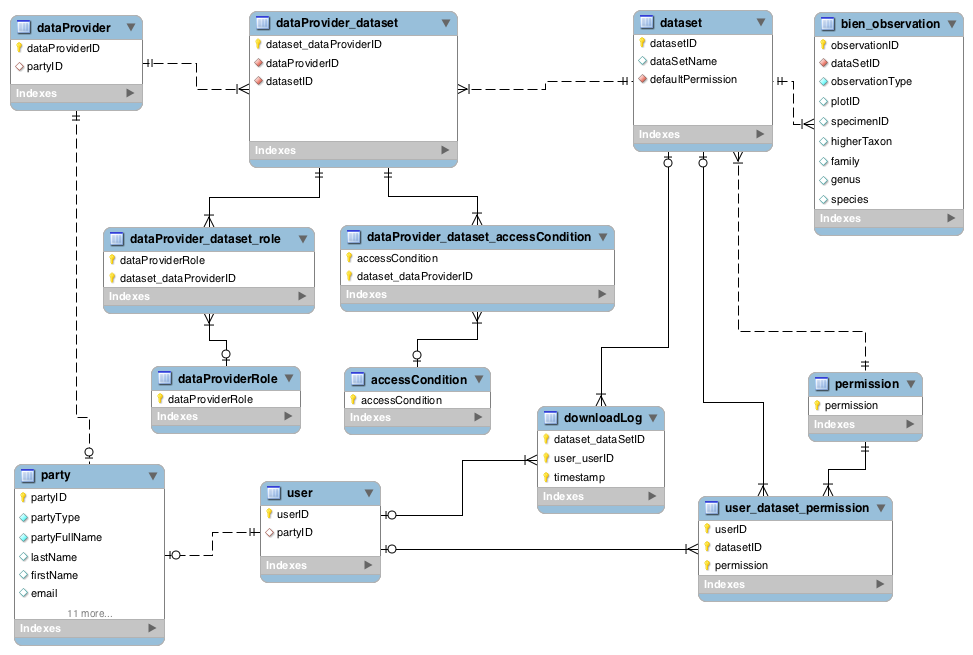 dataProvider
dataProviderID
partyID
Indexes
dataProvider_dataset
dataset_dataProviderID
dataProviderID
datasetID
Indexes
dataset
datasetID
dataSetName
defaultPermission
Indexes
bien_observation
observationID
dataSetID
observationType
plotID
specimenID
higherTaxon
family
genus
species
Indexes
dataProvider_dataset_role
dataProviderRole
dataset_dataProviderID
Indexes
dataProvider_dataset_accessCondition
accessCondition
dataset_dataProviderID
Indexes
dataProviderRole
dataProviderRole
Indexes
accessCondition
accessCondition
Indexes
downloadLog
dataset_dataSetID
user_userID
timestamp
Indexes
permission
permission
Indexes
party
partyID
partyType
partyFullName
lastName
firstName
email
11 more...
Indexes
user
userID
partyID
Indexes
user_dataset_permission
userID
datasetID
permission
Indexes